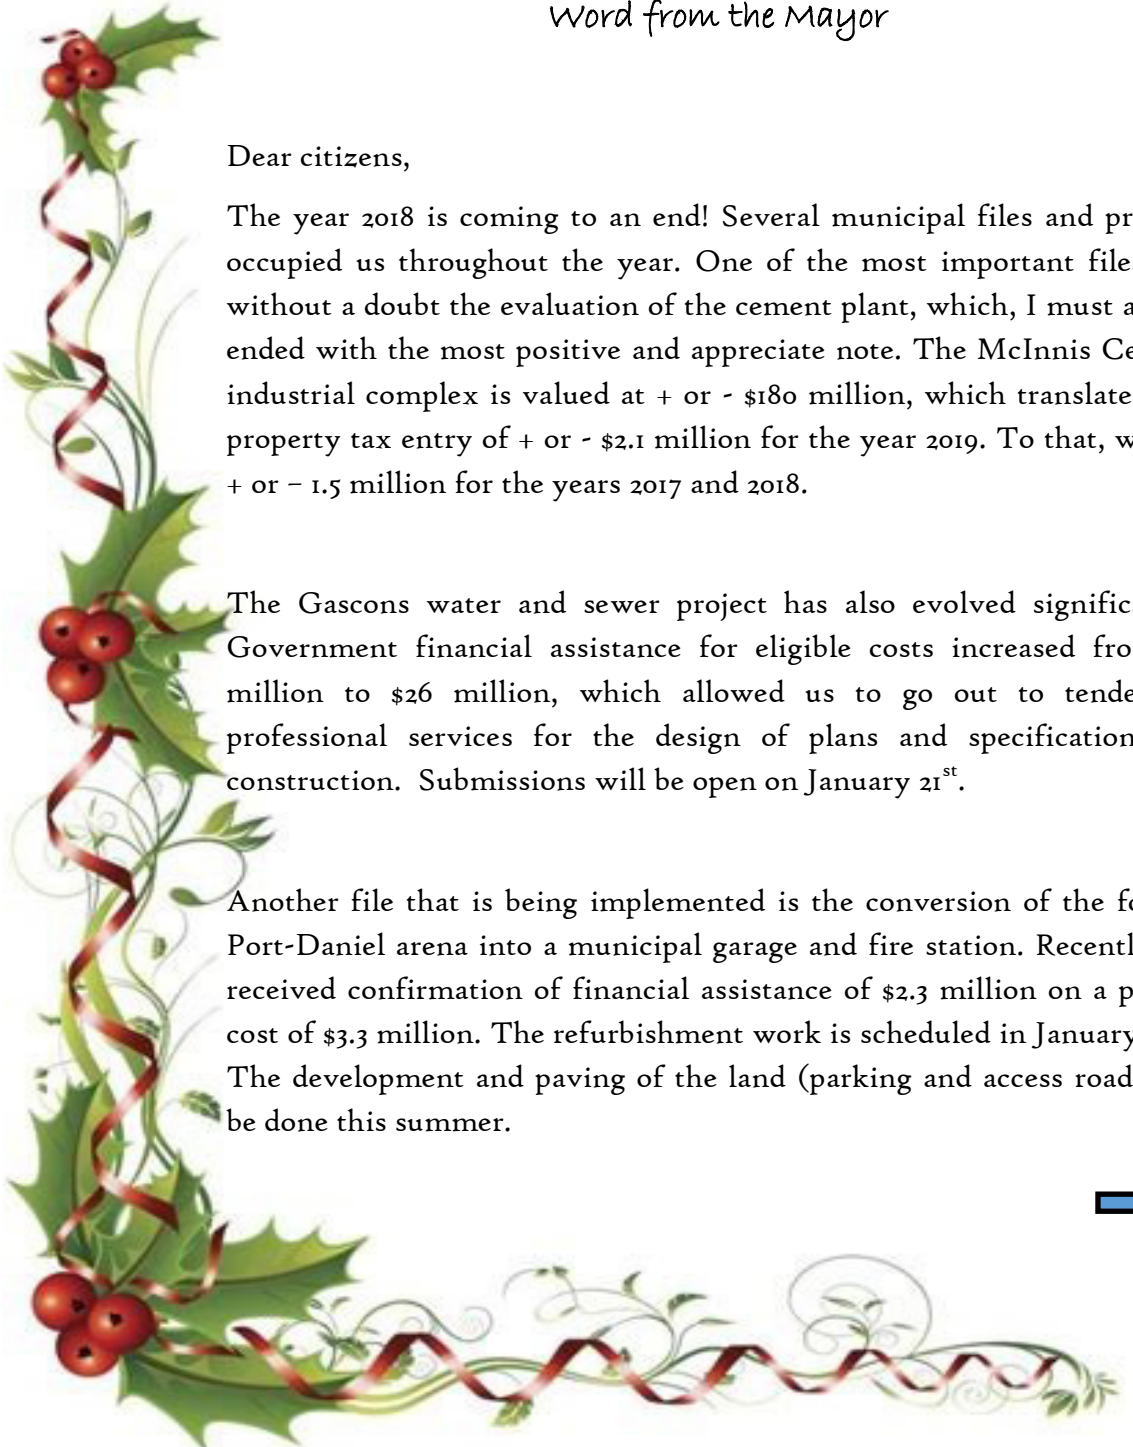 Word from the Mayor
Dear citizens,
The year 2018 is coming to an end! Several municipal files and pr
occupied us throughout the year. One of the most important file
without a doubt the evaluation of the cement plant, which, I must a
ended with the most positive and appreciate note. The McInnis Ce
industrial complex is valued at + or - $180 million, which translate
property tax entry of + or - $2.1 million for the year 2019. To that, w
+ or – 1.5 million for the years 2017 and 2018.
The Gascons water and sewer project has also evolved signific
Government financial assistance for eligible costs increased fro
million to $26 million, which allowed us to go out to tende
professional services for the design of plans and specification
construction. Submissions will be open on January 21st.
Another file that is being implemented is the conversion of the fo
Port-Daniel arena into a municipal garage and fire station. Recentl
received confirmation of financial assistance of $2.3 million on a p
cost of $3.3 million. The refurbishment work is scheduled in January
The development and paving of the land (parking and access road
be done this summer.